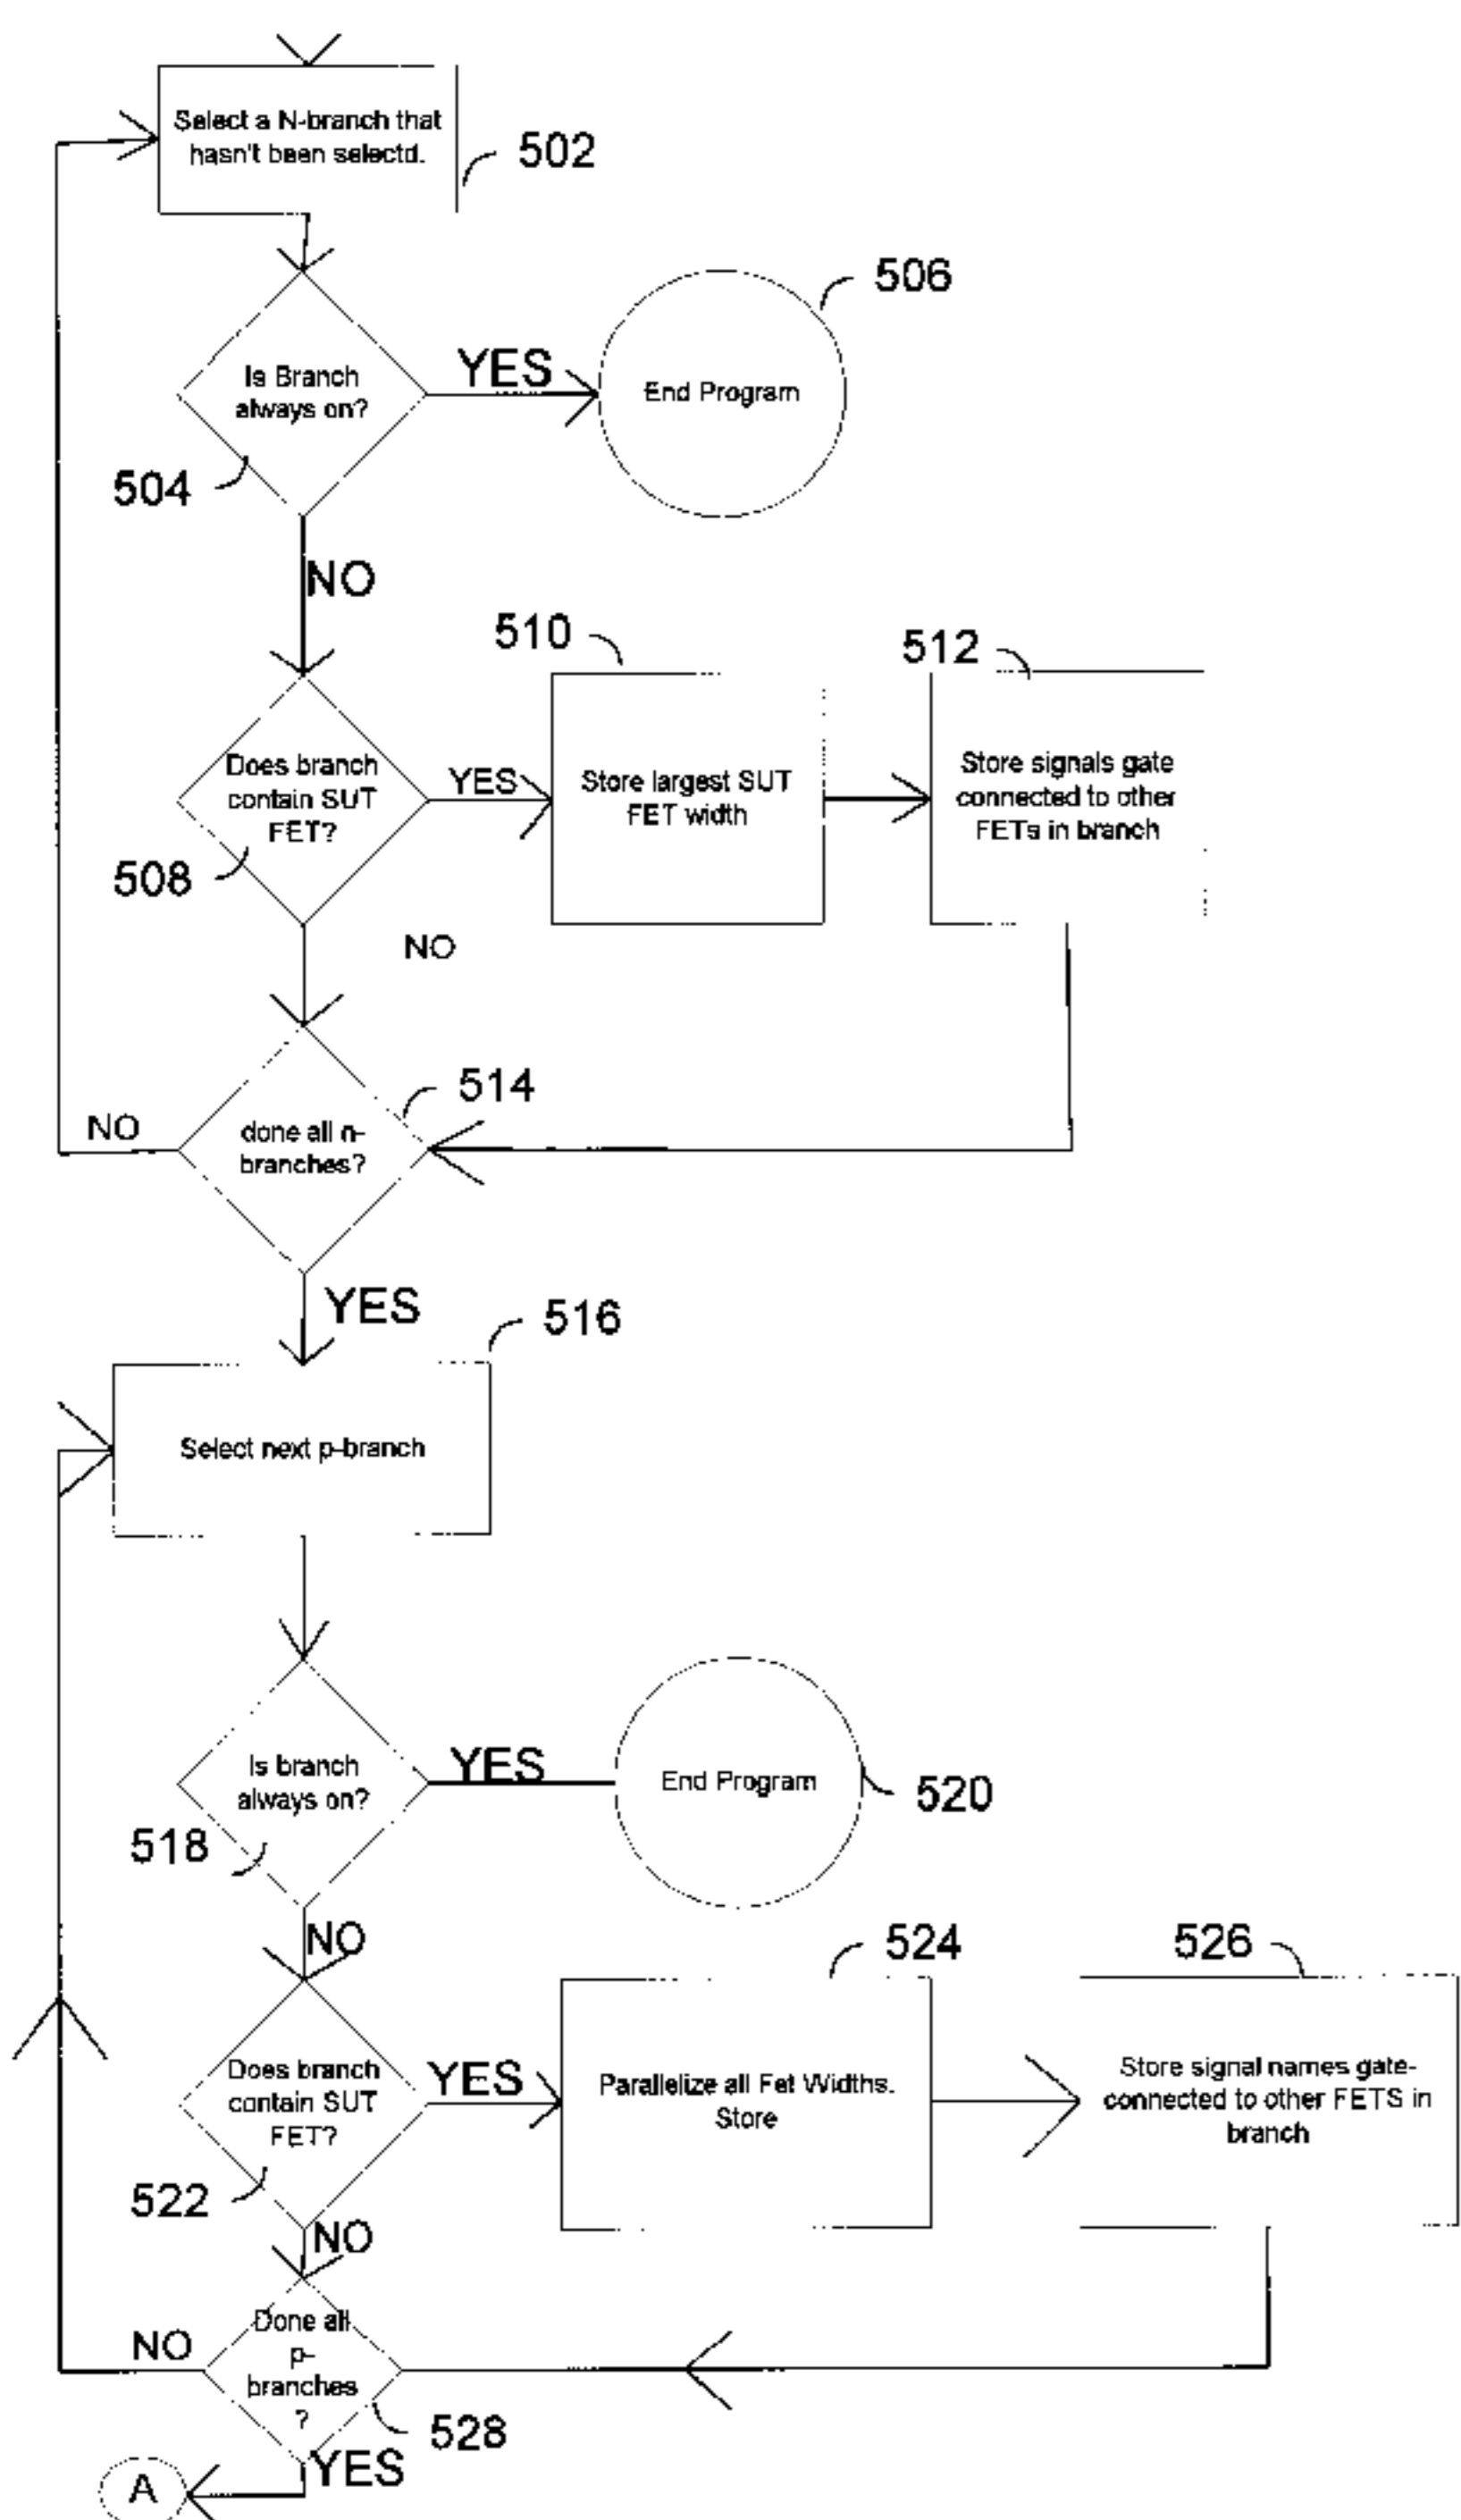 Select a N-branch that
hasn't been selectd.
502
506
Is Branch
always on?
YES
End Program
504
NO
510
512
Does branch
contain SUT
FET?
YES
Store largest SUT
FET width
Store signals gate
connected to other
FETs in branch
508
NO
514
NO
done all n-
branches?
YES
516
Select next p-branch
Is branch
always on?
YES
End Program
520
518
NO
524
526
Does branch
contain SUT
FET?
YES
Parallelize all Fet Widths.
Store
Store signal names gate-
connected to other FETS in
branch
522
NO
NO
Done all
p-
branches
?
528
YES
A